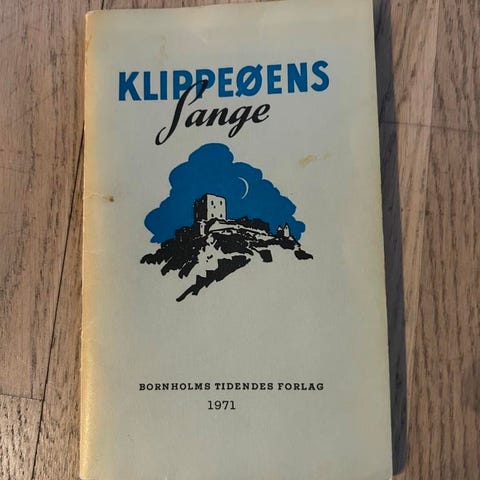 KLIPPEØENS
Sange
BORNHOLMS TIDENDES FORLAG
1971